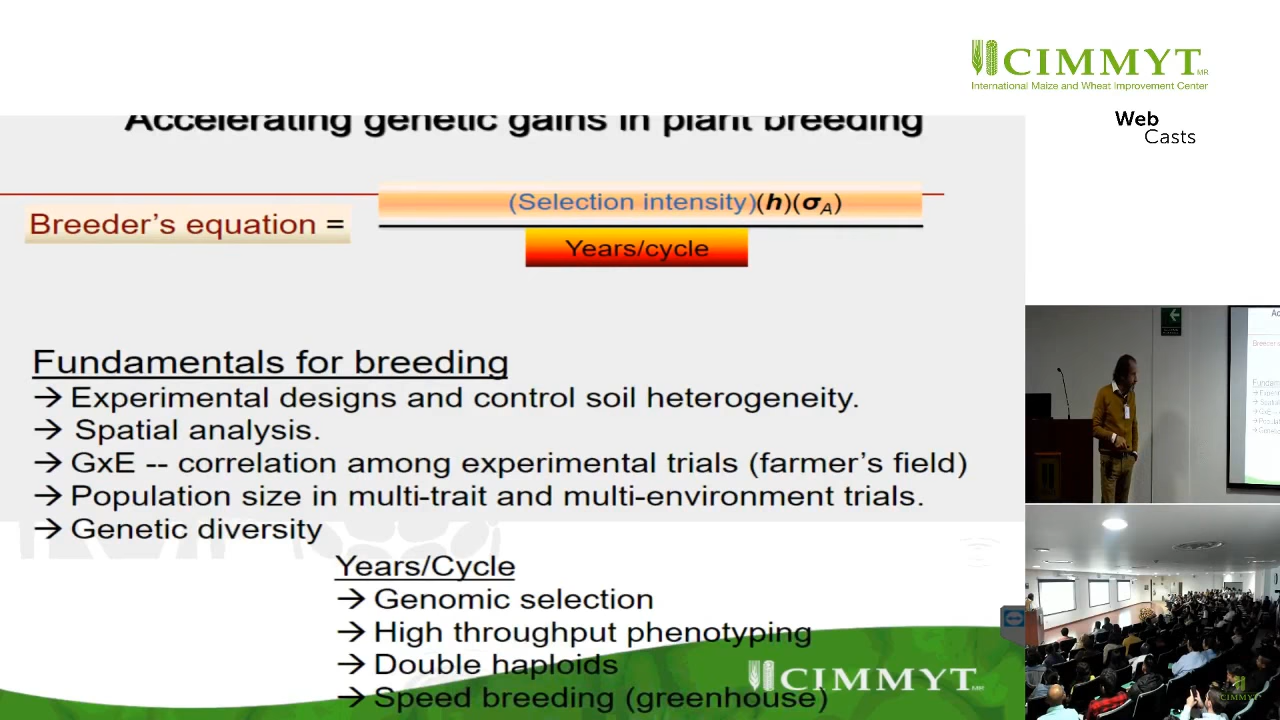 CIMMYT MR
International Maize and Wheat Improvement Center
Web
Casts
Accelerating genetic gains in plant breeding
(Selection intensity)(h)(σA)
Breeder's equation =
Years/cycle
Fundamentals for breeding
→ Experimental designs and control soil heterogeneity.
→ Spatial analysis.
→ GxE -- correlation among experimental trials (farmer's field)
→ Population size in multi-trait and multi-environment trials.
→ Genetic diversity
Years/Cycle
→ Genomic selection
→ High throughput phenotyping
→ Double haploids
→ Speed breeding (greenhouse)
CIMMYT MR
CIMMYT